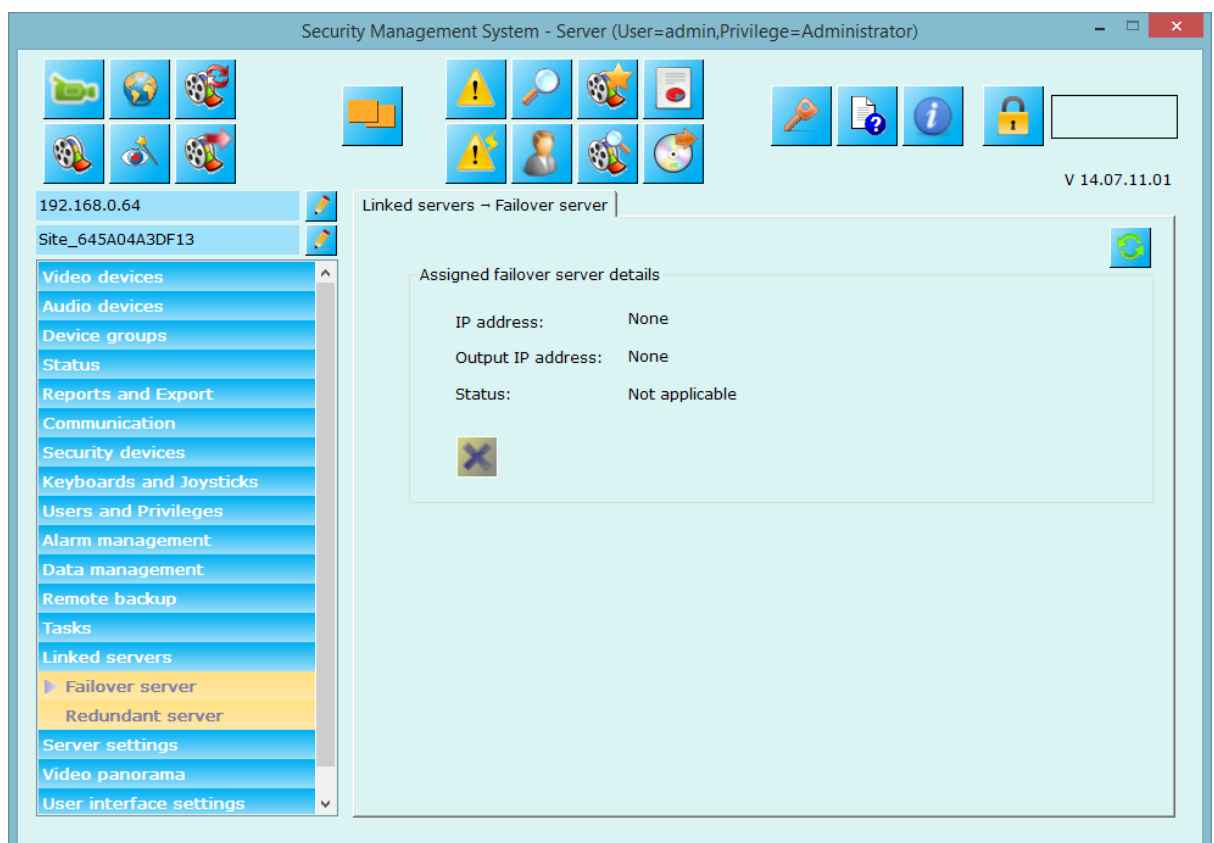 Security Management System - Server (User=admin,Privilege=Administrator)
V 14.07.11.01
192.168.0.64
Site_645A04A3DF13
Video devices
Audio devices
Device groups
Status
Reports and Export
Communication
Security devices
Keyboards and Joysticks
Users and Privileges
Alarm management
Data management
Remote backup
Tasks
Linked servers
Failover server
Redundant server
Server settings
Video panorama
User interface settings
Linked servers → Failover server
Assigned failover server details
IP address: None
Output IP address: None
Status: Not applicable